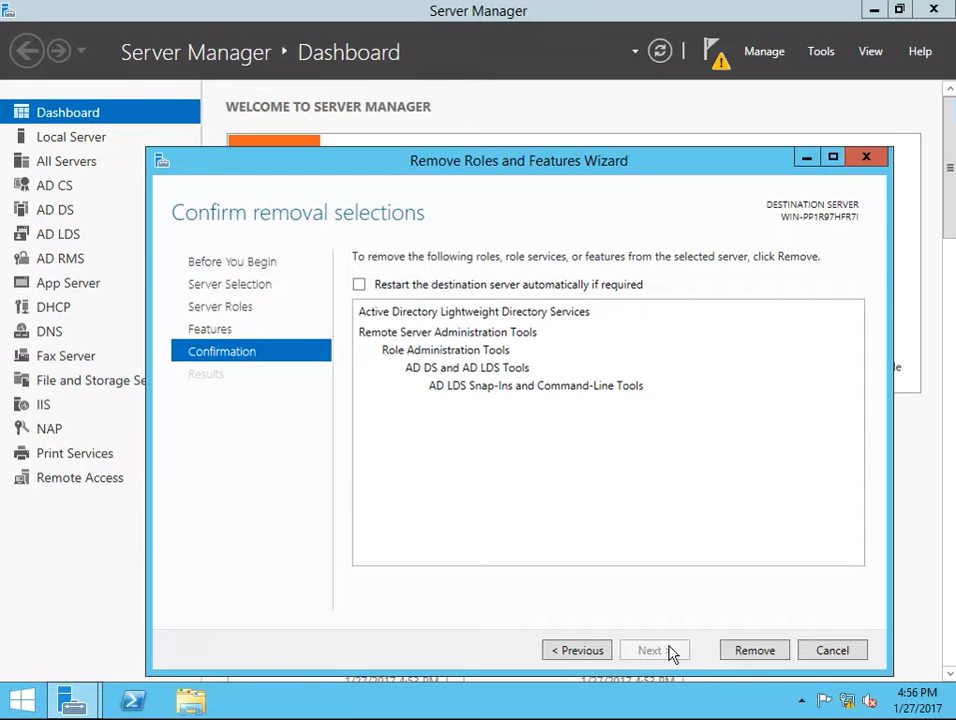 Server Manager
Server Manager Dashboard
Manage Tools View Help
Dashboard
Local Server
All Servers
AD CS
AD DS
AD LDS
AD RMS
App Server
DHCP
DNS
Fax Server
File and Storage Se
IIS
NAP
Print Services
Remote Access
WELCOME TO SERVER MANAGER
Remove Roles and Features Wizard
Confirm removal selections
DESTINATION SERVER
WIN-PP1R97HFR7I
Before You Begin
Server Selection
Server Roles
Features
Confirmation
Results
To remove the following roles, role services, or features from the selected server, click Remove.
Restart the destination server automatically if required
Active Directory Lightweight Directory Services
Remote Server Administration Tools
Role Administration Tools
AD DS and AD LDS Tools
AD LDS Snap-Ins and Command-Line Tools
< Previous
Next
Remove
Cancel
4:56 PM
1/27/2017